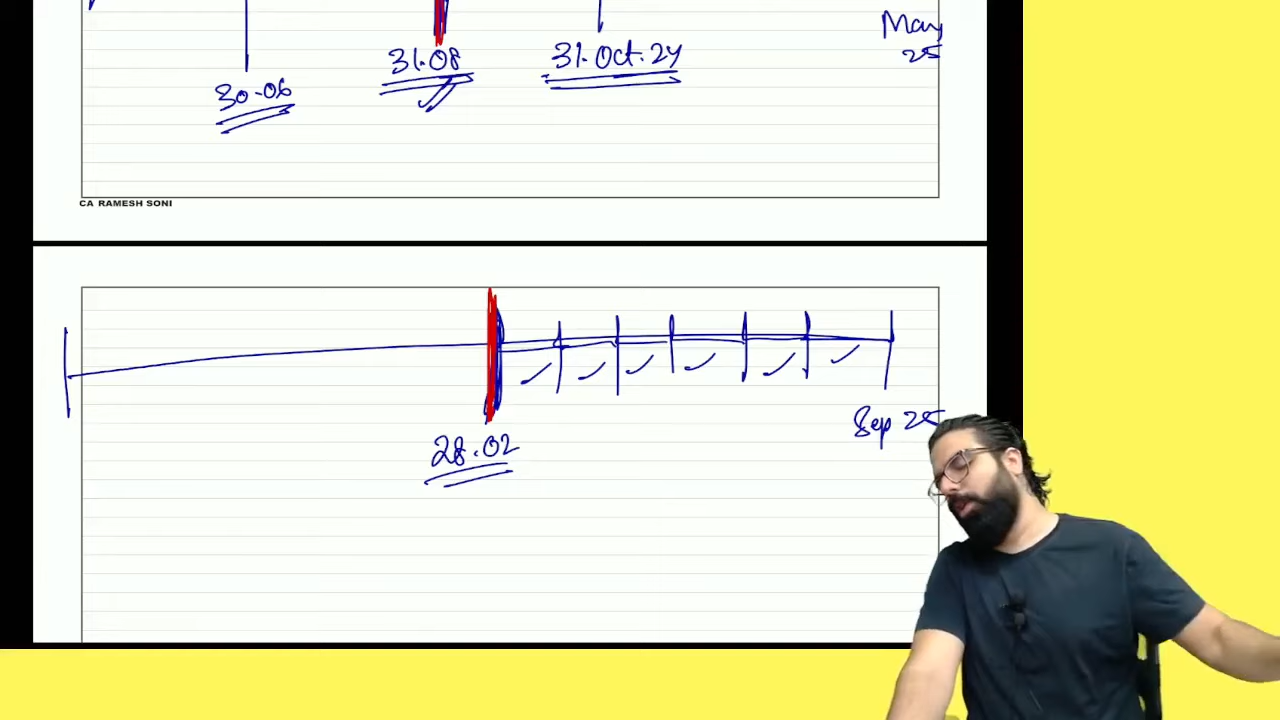 May
25
31.08
31.Oct.24
30.06
CA RAMESH SONI
28.02
Sep 25